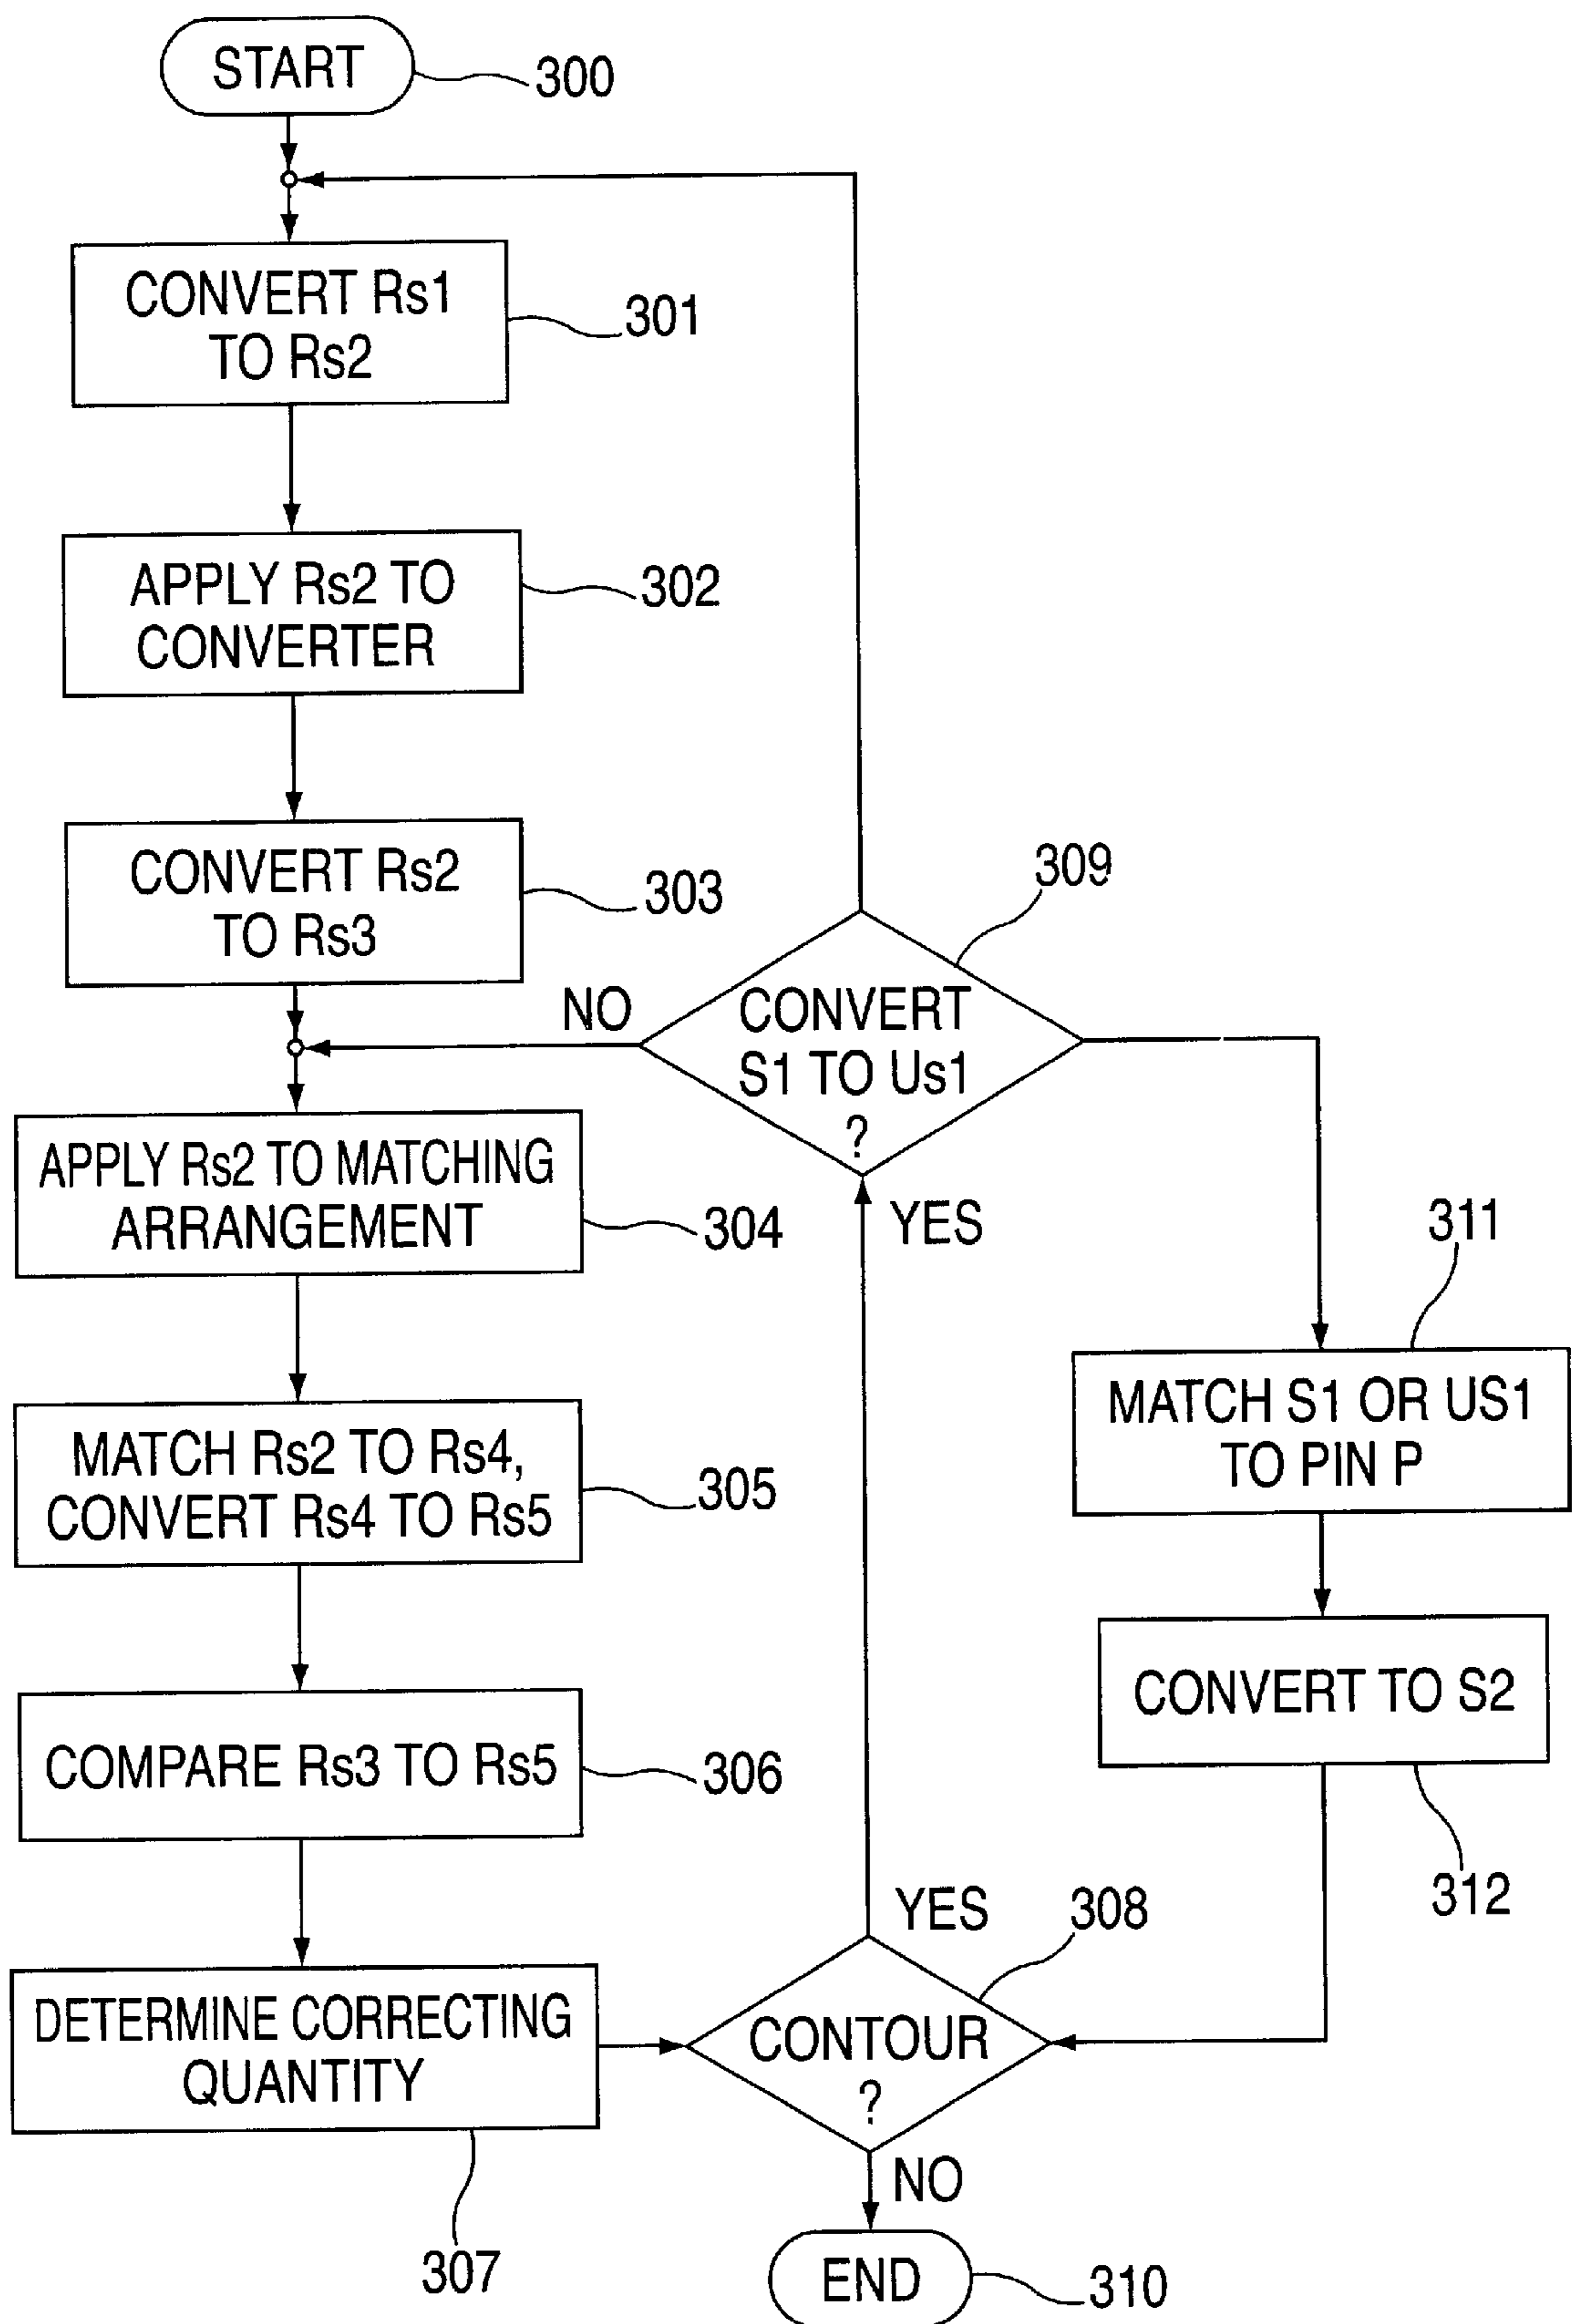 START
300
CONVERT Rs1
TO Rs2
301
APPLY Rs2 TO
CONVERTER
302
CONVERT Rs2
TO Rs3
303
309
NO
CONVERT
S1 TO Us1
?
APPLY Rs2 TO MATCHING
ARRANGEMENT
304
YES
311
MATCH S1 OR US1
TO PIN P
MATCH Rs2 TO Rs4,
CONVERT Rs4 TO Rs5
305
CONVERT TO S2
312
COMPARE Rs3 TO Rs5
306
YES
308
DETERMINE CORRECTING
QUANTITY
307
CONTOUR
?
NO
END
310